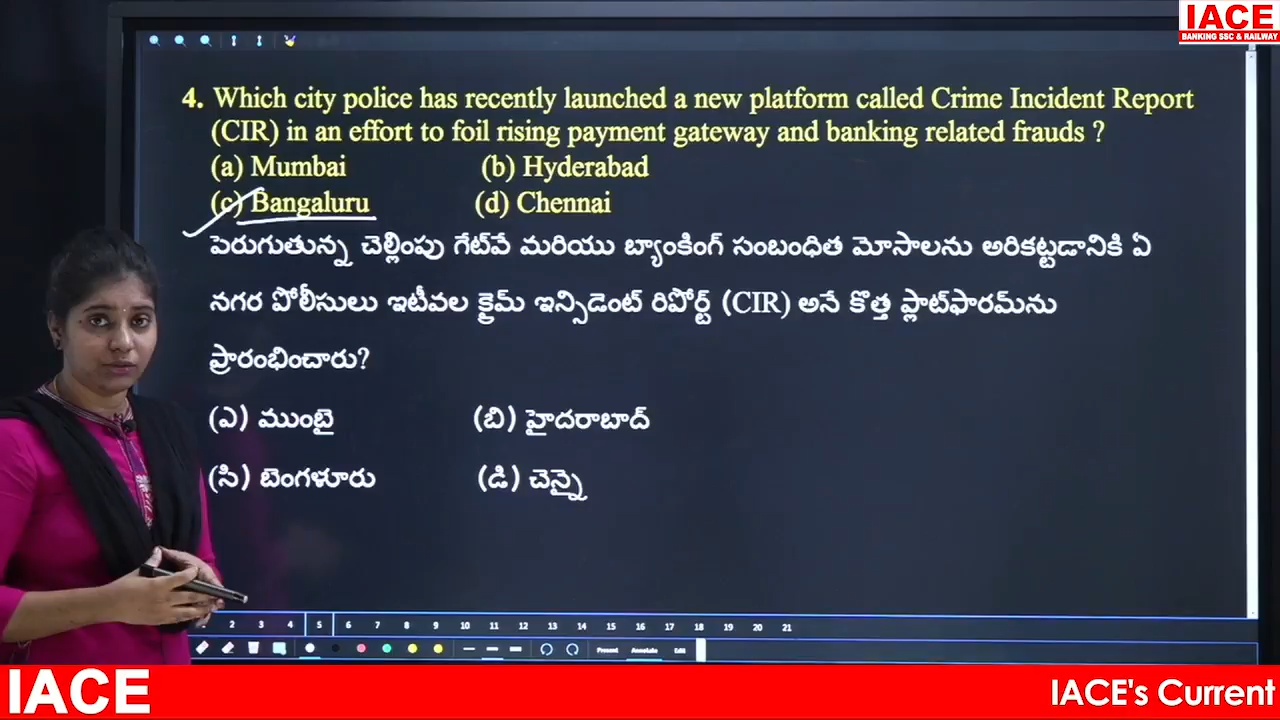 IACE
BANKING SSC & RAILWAY
4. Which city police has recently launched a new platform called Crime Incident Report
(CIR) in an effort to foil rising payment gateway and banking related frauds ?
(a) Mumbai (b) Hyderabad
(c) Bangaluru (d) Chennai
పెరుగుతున్న చెల్లింపు గేట్‌వే మరియు బ్యాంకింగ్ సంబంధిత మోసాలను అరికట్టడానికి ఏ
నగర పోలీసులు ఇటీవల క్రైమ్ ఇన్సిడెంట్ రిపోర్ట్ (CIR) అనే కొత్త ప్లాట్‌ఫారమ్‌ను
ప్రారంభించారు?
(ఎ) ముంబై (బి) హైదరాబాద్
(సి) బెంగళూరు (డి) చెన్నై
2 3 4 5 6 7 8 9 10 11 12 13 14 15 16 17 18 19 20 21
Present Annotate Edit
IACE IACE's Current